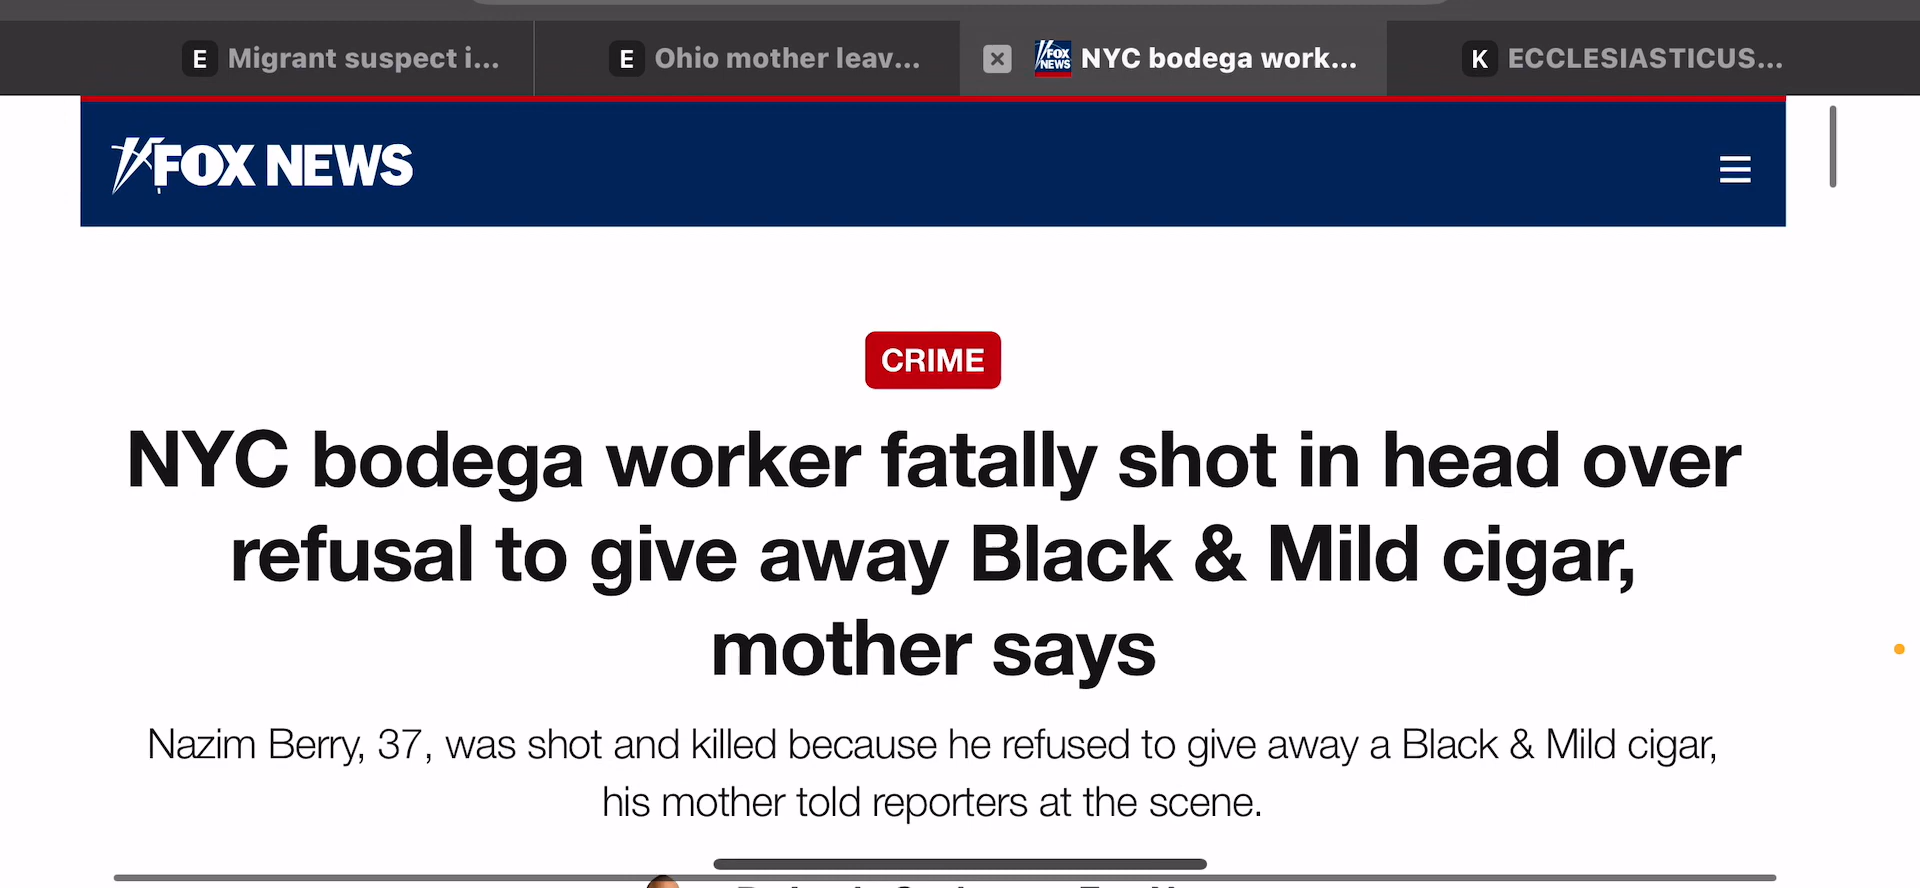 E Migrant suspect i...
E Ohio mother leav...
FOX NEWS NYC bodega work...
K ECCLESIASTICUS...
FOX NEWS
CRIME
NYC bodega worker fatally shot in head over
refusal to give away Black & Mild cigar,
mother says
Nazim Berry, 37, was shot and killed because he refused to give away a Black & Mild cigar,
his mother told reporters at the scene.